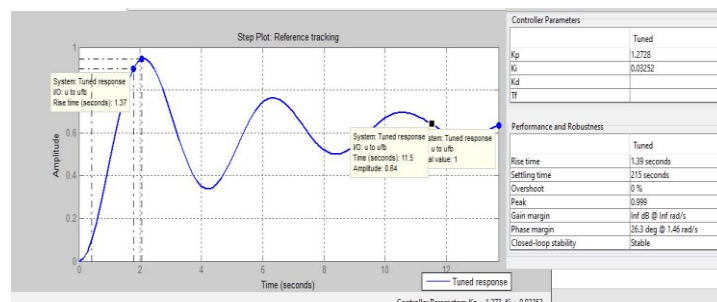 Step Plot: Reference tracking
1
0.6
0.4
0.2
0
0
2
4
6
8
10
12
Amplitude
Time (seconds)
System: Tuned response
I/O: u to ufb
Rise time (seconds): 1.37
System: Tuned response
I/O: u to ufb
Time (seconds): 11.5
Amplitude: 0.64
Tuned response
u to ufb
al value: 1
Tuned response
Controller Parameters
Tuned
Kp 1.2728
Ki 0.03252
Kd
Tf
Performance and Robustness
Tuned
Rise time 1.39 seconds
Settling time 215 seconds
Overshoot 0 %
Peak 0.999
Gain margin Inf dB @ Inf rad/s
Phase margin 26.3 deg @ 1.46 rad/s
Closed-loop stability Stable